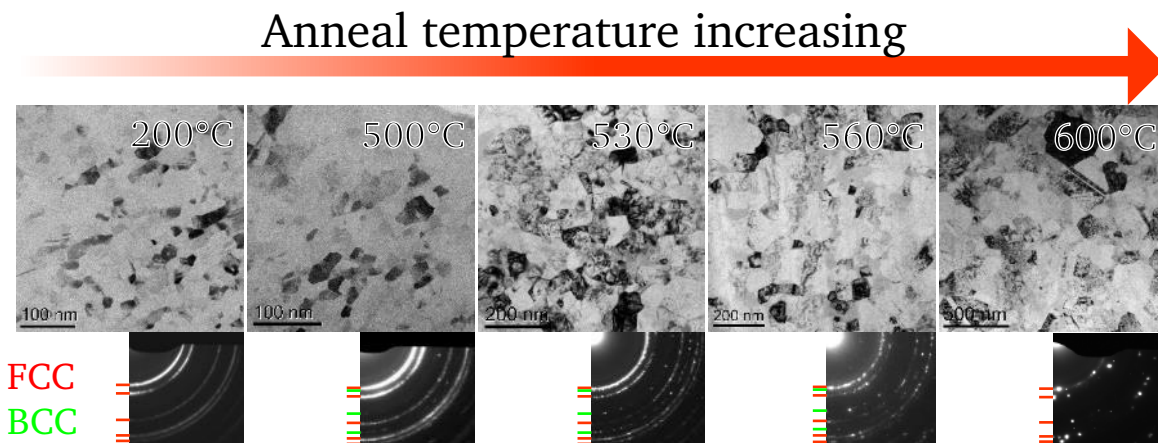 Anneal temperature increasing
200°C
500°C
530°C
560°C
600°C
100 nm
100 nm
200 nm
200 nm
500 nm
FCC
BCC